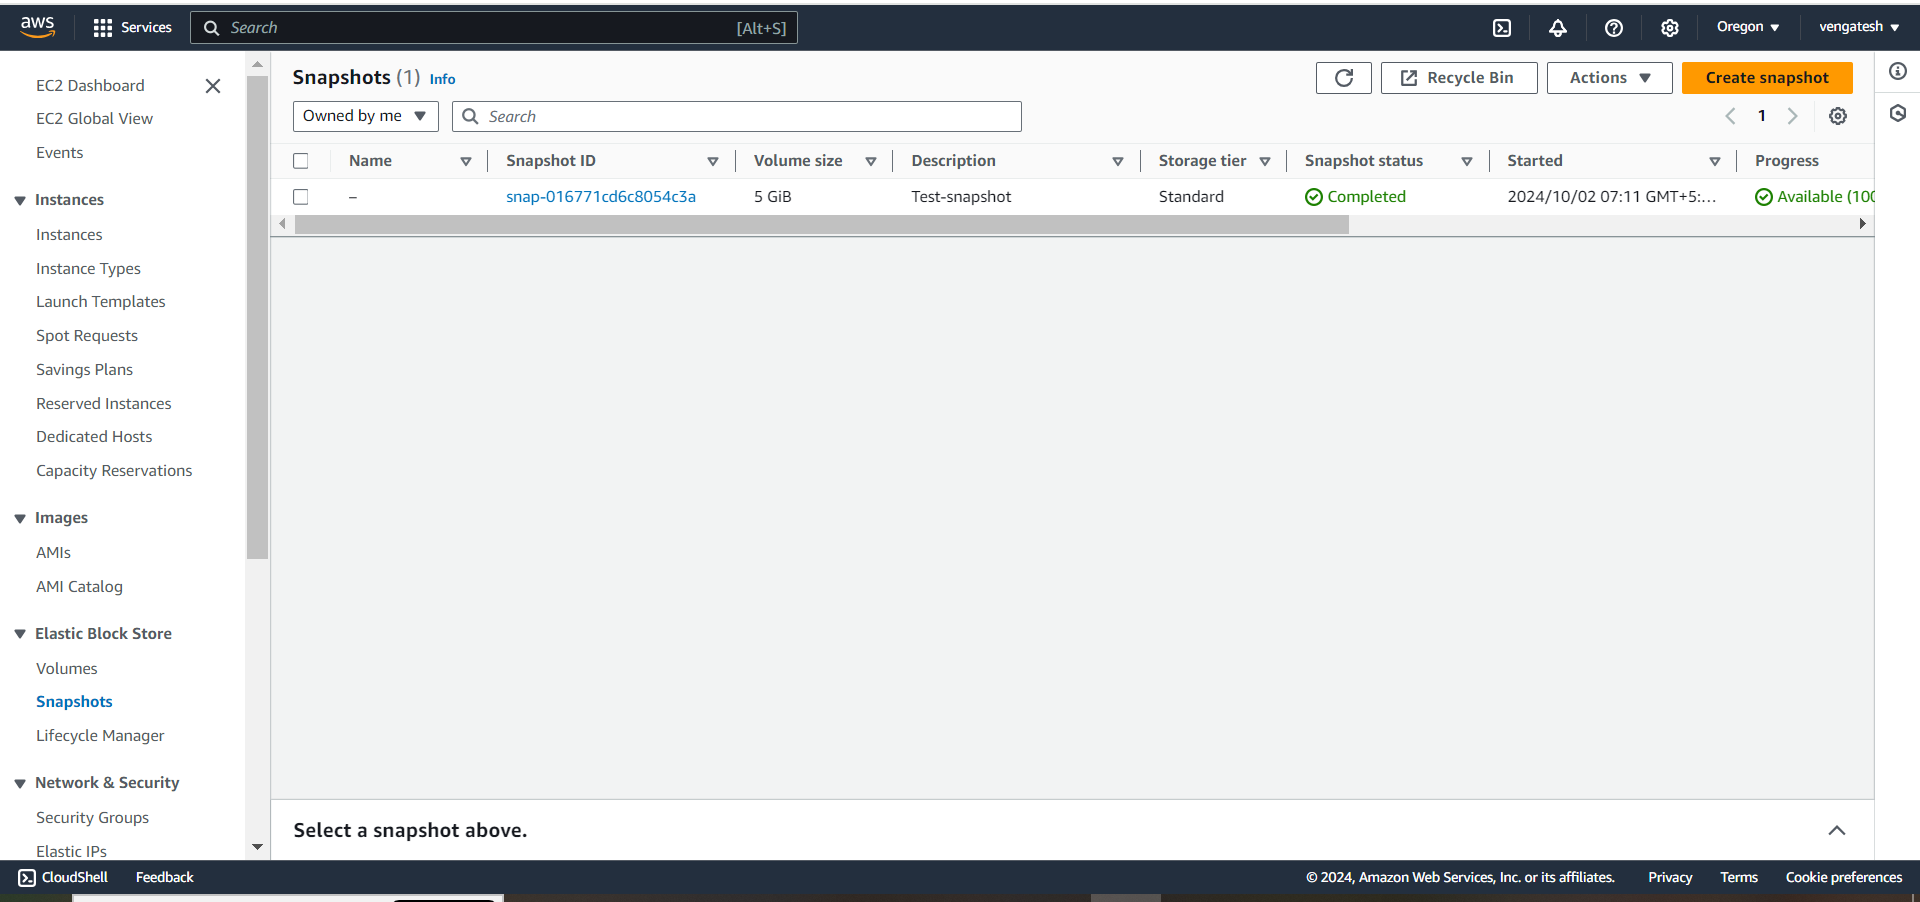 aws
Services
Search
[Alt+S]
Oregon
vengatesh
EC2 Dashboard
EC2 Global View
Events
Instances
Instances
Instance Types
Launch Templates
Spot Requests
Savings Plans
Reserved Instances
Dedicated Hosts
Capacity Reservations
Images
AMIs
AMI Catalog
Elastic Block Store
Volumes
Snapshots
Lifecycle Manager
Network & Security
Security Groups
Elastic IPs
Snapshots (1) Info
Recycle Bin
Actions
Create snapshot
Owned by me
Search
1
Name Snapshot ID Volume size Description Storage tier Snapshot status Started Progress
– snap-016771cd6c8054c3a 5 GiB Test-snapshot Standard Completed 2024/10/02 07:11 GMT+5:... Available (100
Select a snapshot above.
CloudShell Feedback © 2024, Amazon Web Services, Inc. or its affiliates. Privacy Terms Cookie preferences